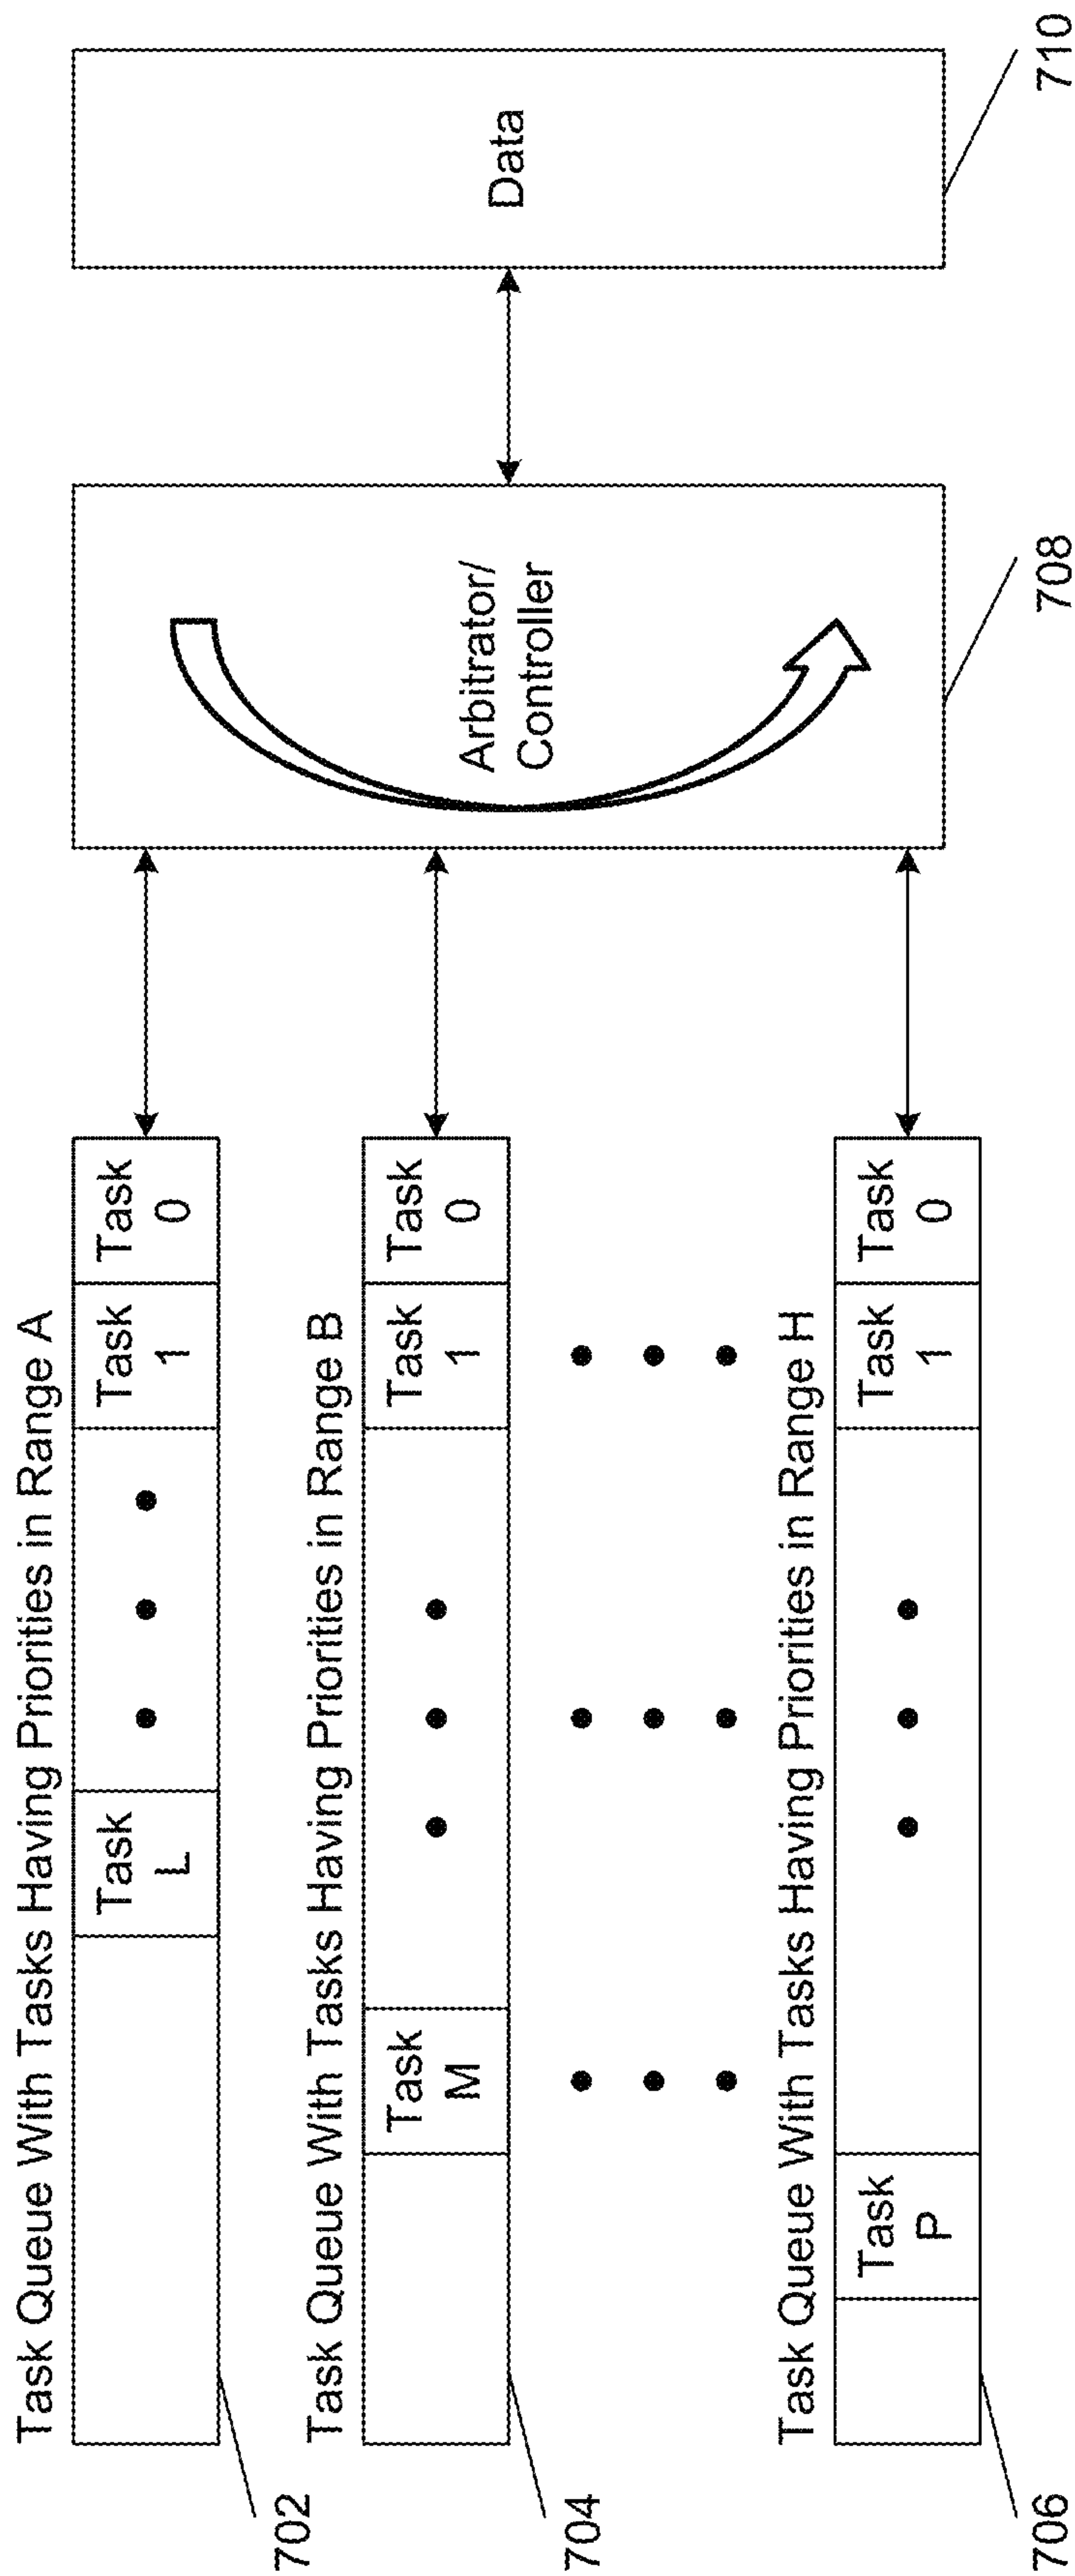 Task Queue With Tasks Having Priorities in Range A
Task
L
Task
1
Task
0
702
Task Queue With Tasks Having Priorities in Range B
Task
M
Task
1
Task
0
704
Task Queue With Tasks Having Priorities in Range H
Task
P
Task
1
Task
0
706
Arbitrator/
Controller
708
Data
710